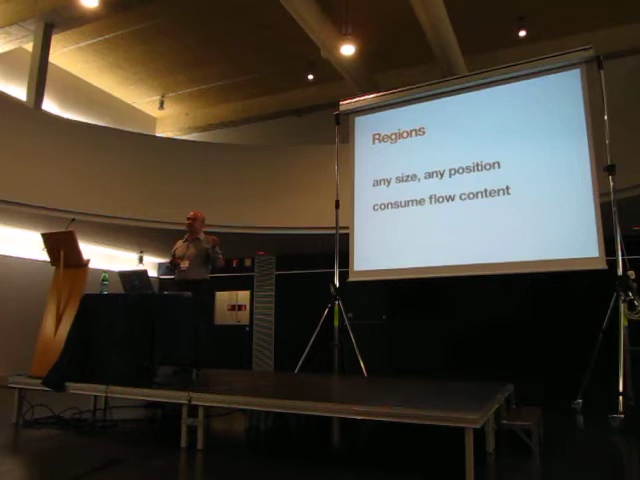 Regions
any size, any position
consume flow content